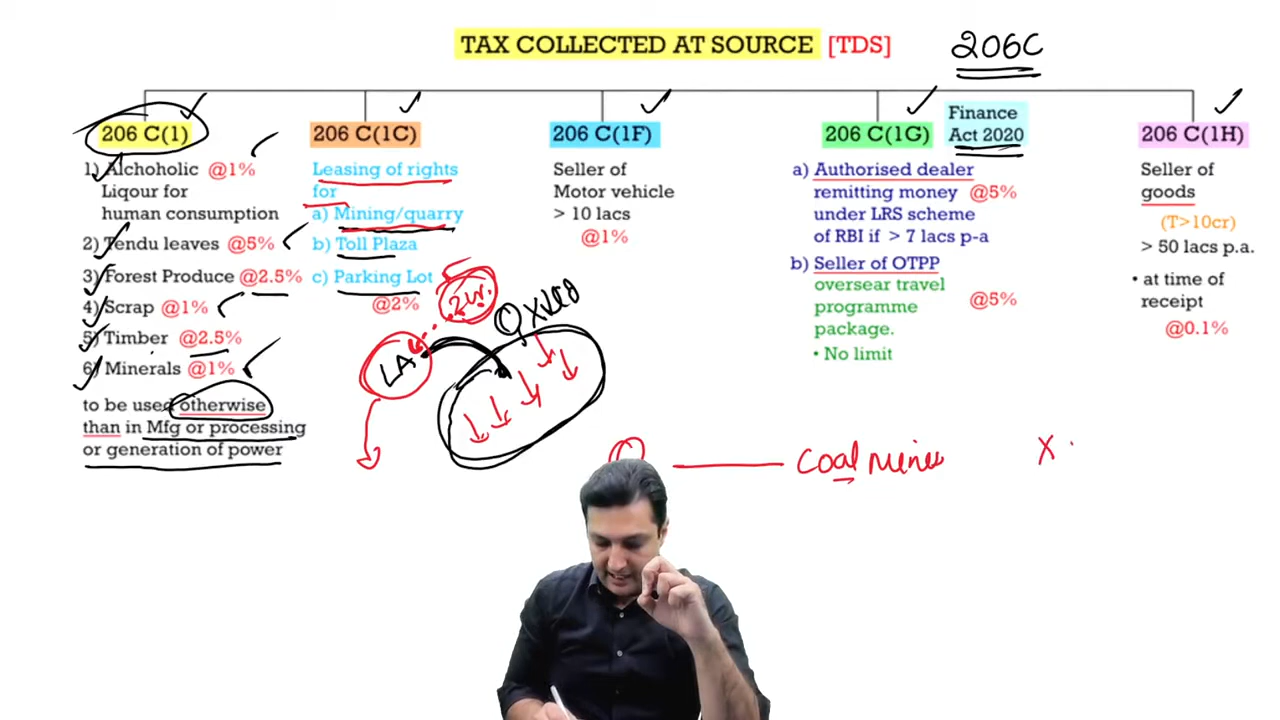 TAX COLLECTED AT SOURCE [TDS]
206C
206 C(1)
1) Alchoholic @1%
Liqour for
human consumption
2) Tendu leaves @5%
3) Forest Produce @2.5%
4) Scrap @1%
5) Timber @2.5%
6) Minerals @1%
to be used otherwise
than in Mfg or processing
or generation of power
206 C(1C)
Leasing of rights
for
a) Mining/quarry
b) Toll Plaza
c) Parking Lot
@2%
2 cr.
LA
206 C(1F)
Seller of
Motor vehicle
> 10 lacs
@1%
206 C(1G)
Finance
Act 2020
a) Authorised dealer
remitting money @5%
under LRS scheme
of RBI if > 7 lacs p-a
b) Seller of OTPP
oversear travel
programme @5%
package.
• No limit
206 C(1H)
Seller of
goods
(T>10cr)
> 50 lacs p.a.
• at time of
receipt
@0.1%
Coal Mines
X